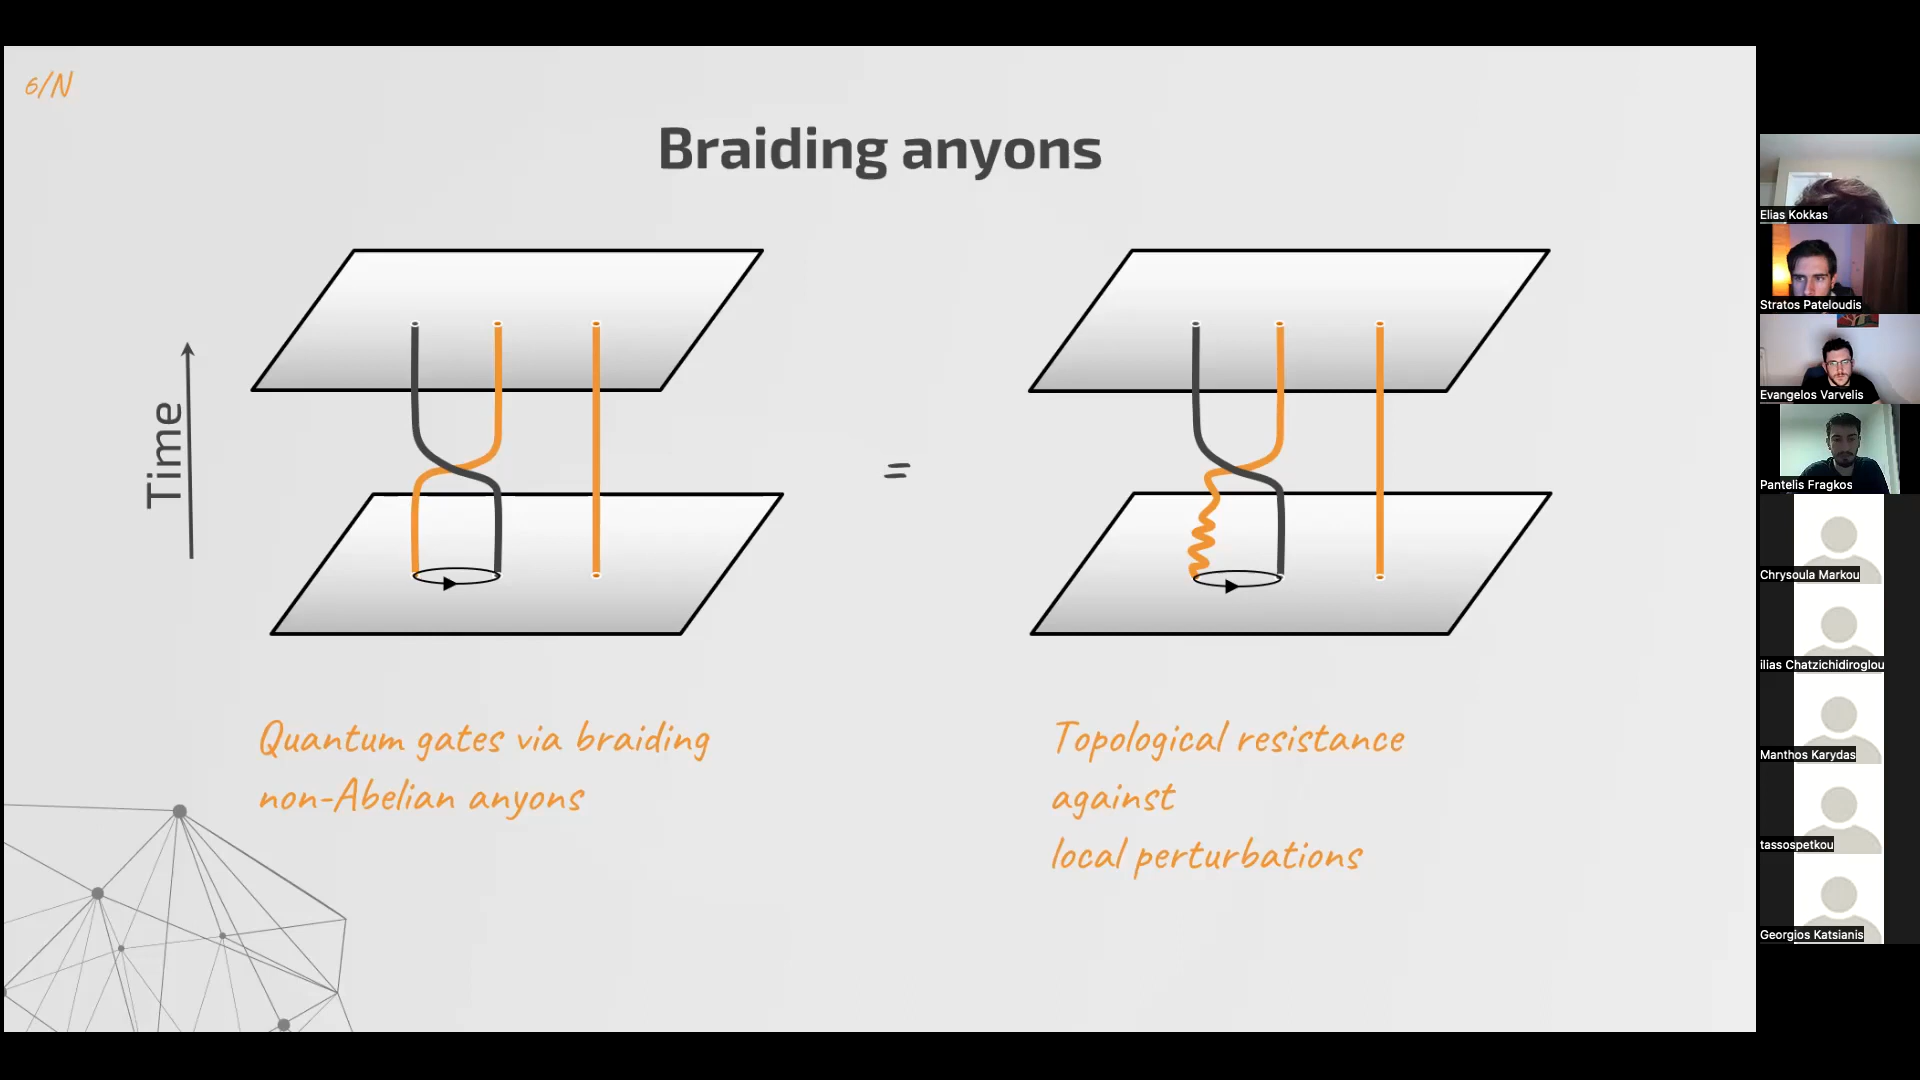 6/N
Braiding anyons
Time
=
Quantum gates via braiding
non-Abelian anyons
Topological resistance
against
local perturbations
Elias Kokkas
Stratos Pateloudis
Evangelos Varvelis
Pantelis Fragkos
Chrysoula Markou
ilias Chatzichidiroglou
Manthos Karydas
tassospetkou
Georgios Katsianis